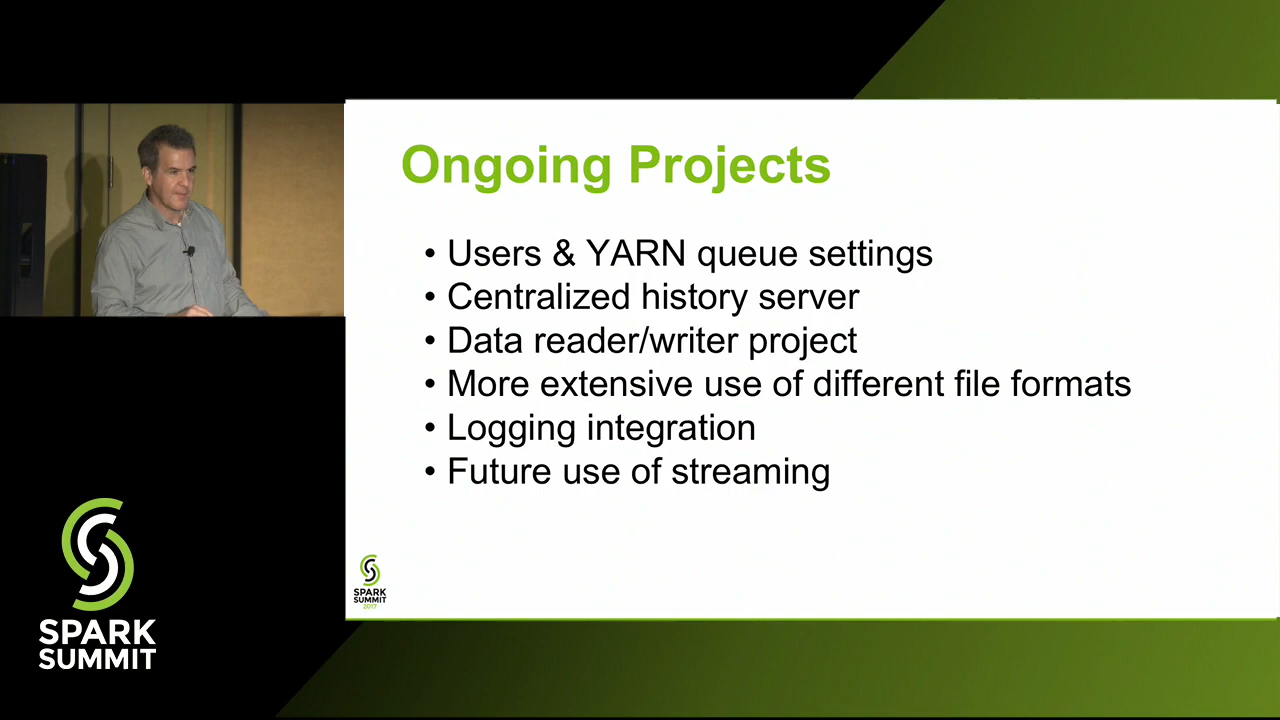 Ongoing Projects
• Users & YARN queue settings
• Centralized history server
• Data reader/writer project
• More extensive use of different file formats
• Logging integration
• Future use of streaming
SPARK
SUMMIT
2017
SPARK
SUMMIT